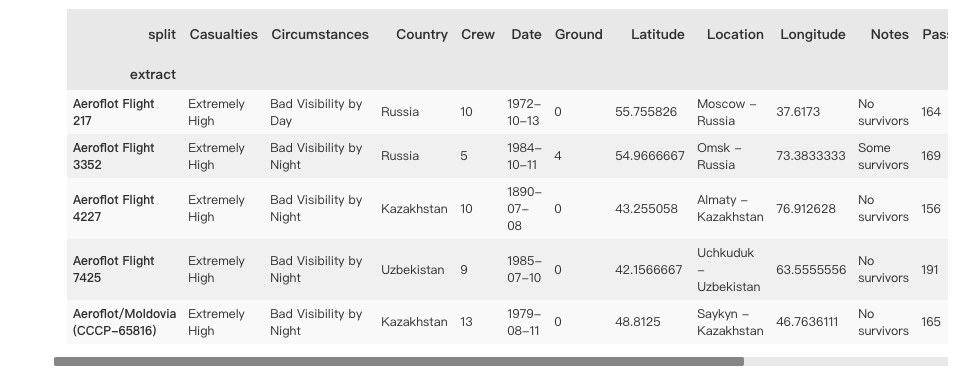 split Casualties Circumstances Country Crew Date Ground Latitude Location Longitude Notes Pass
extract
Aeroflot Flight 217 Extremely High Bad Visibility by Day Russia 10 1972–10–13 0 55.755826 Moscow – Russia 37.6173 No survivors 164
Aeroflot Flight 3352 Extremely High Bad Visibility by Night Russia 5 1984–10–11 4 54.9666667 Omsk – Russia 73.3833333 Some survivors 169
Aeroflot Flight 4227 Extremely High Bad Visibility by Night Kazakhstan 10 1890–07–08 0 43.255058 Almaty – Kazakhstan 76.912628 No survivors 156
Aeroflot Flight 7425 Extremely High Bad Visibility by Night Uzbekistan 9 1985–07–10 0 42.1566667 Uchkuduk – Uzbekistan 63.5555556 No survivors 191
Aeroflot/Moldovia (CCCP–65816) Extremely High Bad Visibility by Night Kazakhstan 13 1979–08–11 0 48.8125 Saykyn – Kazakhstan 46.7636111 No survivors 165